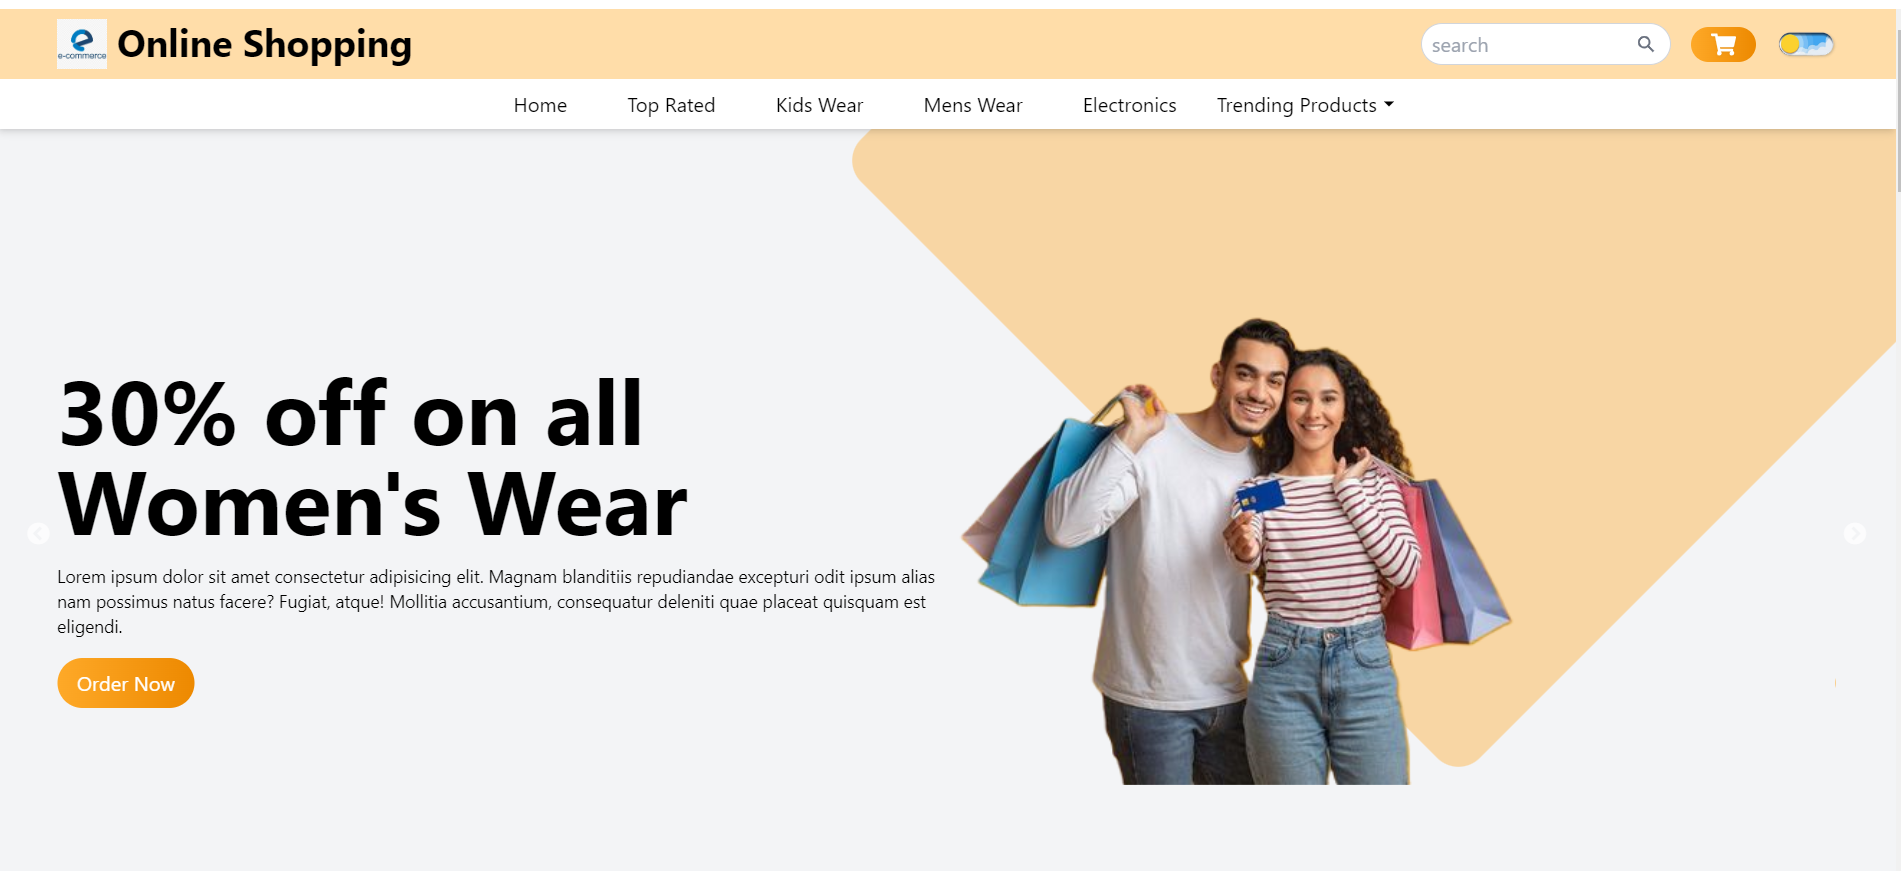 e-commerce
Online Shopping
search
Home Top Rated Kids Wear Mens Wear Electronics Trending Products
30% off on all
Women's Wear
Lorem ipsum dolor sit amet consectetur adipisicing elit. Magnam blanditiis repudiandae excepturi odit ipsum alias
nam possimus natus facere? Fugiat, atque! Mollitia accusantium, consequatur deleniti quae placeat quisquam est
eligendi.
Order Now